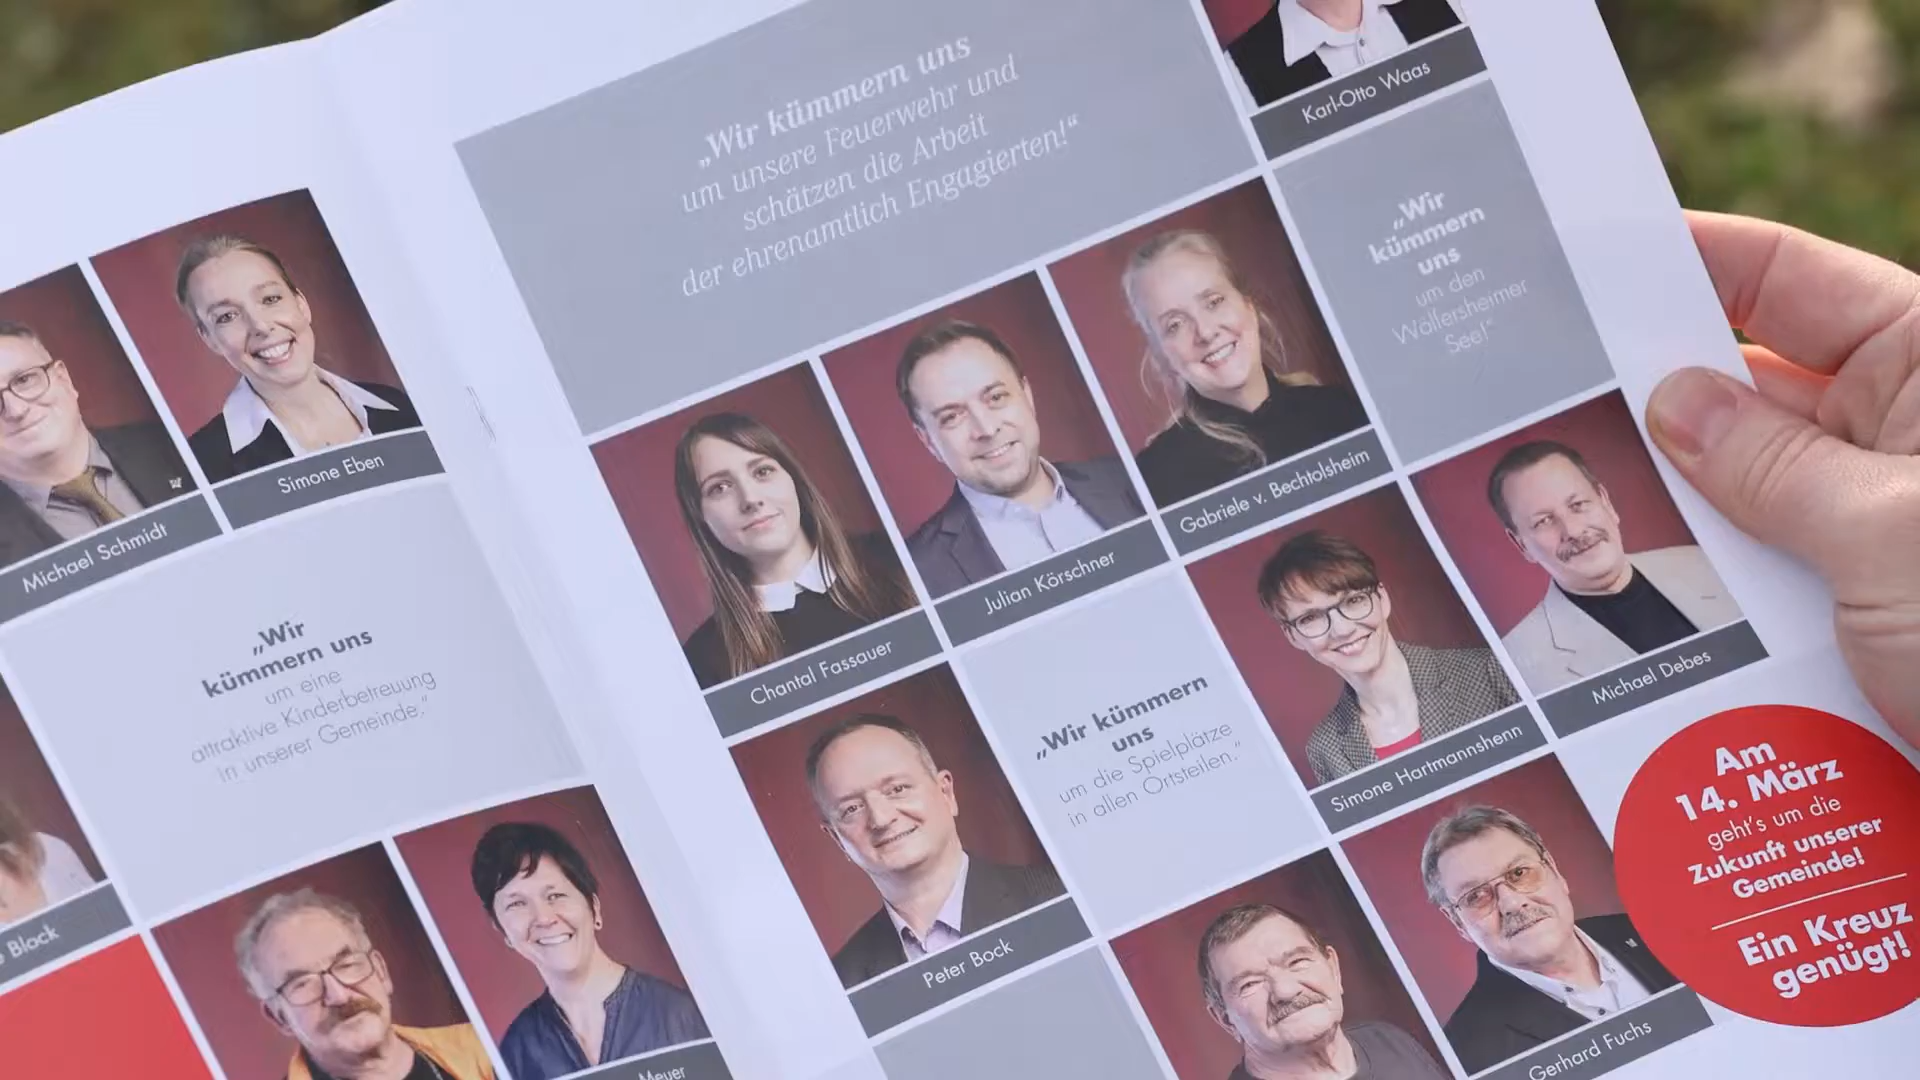 „Wir kümmern uns
um unsere Feuerwehr und
schätzen die Arbeit
der ehrenamtlich Engagierten!“
Karl-Otto Waas
„Wir
kümmern
uns
um den
Wölfersheimer
See!“
Michael Schmidt
Simone Eben
Chantal Fassauer
Julian Körschner
Gabriele v. Bechtolsheim
„Wir
kümmern uns
um eine
attraktive Kinderbetreuung
in unserer Gemeinde.“
„Wir kümmern
uns
um die Spielplätze
in allen Ortsteilen.“
Simone Hartmannshenn
Michael Debes
Block
Peter Bock
Meyer
Gerhard Fuchs
Am
14. März
geht's um die
Zukunft unserer
Gemeinde!
Ein Kreuz
genügt!